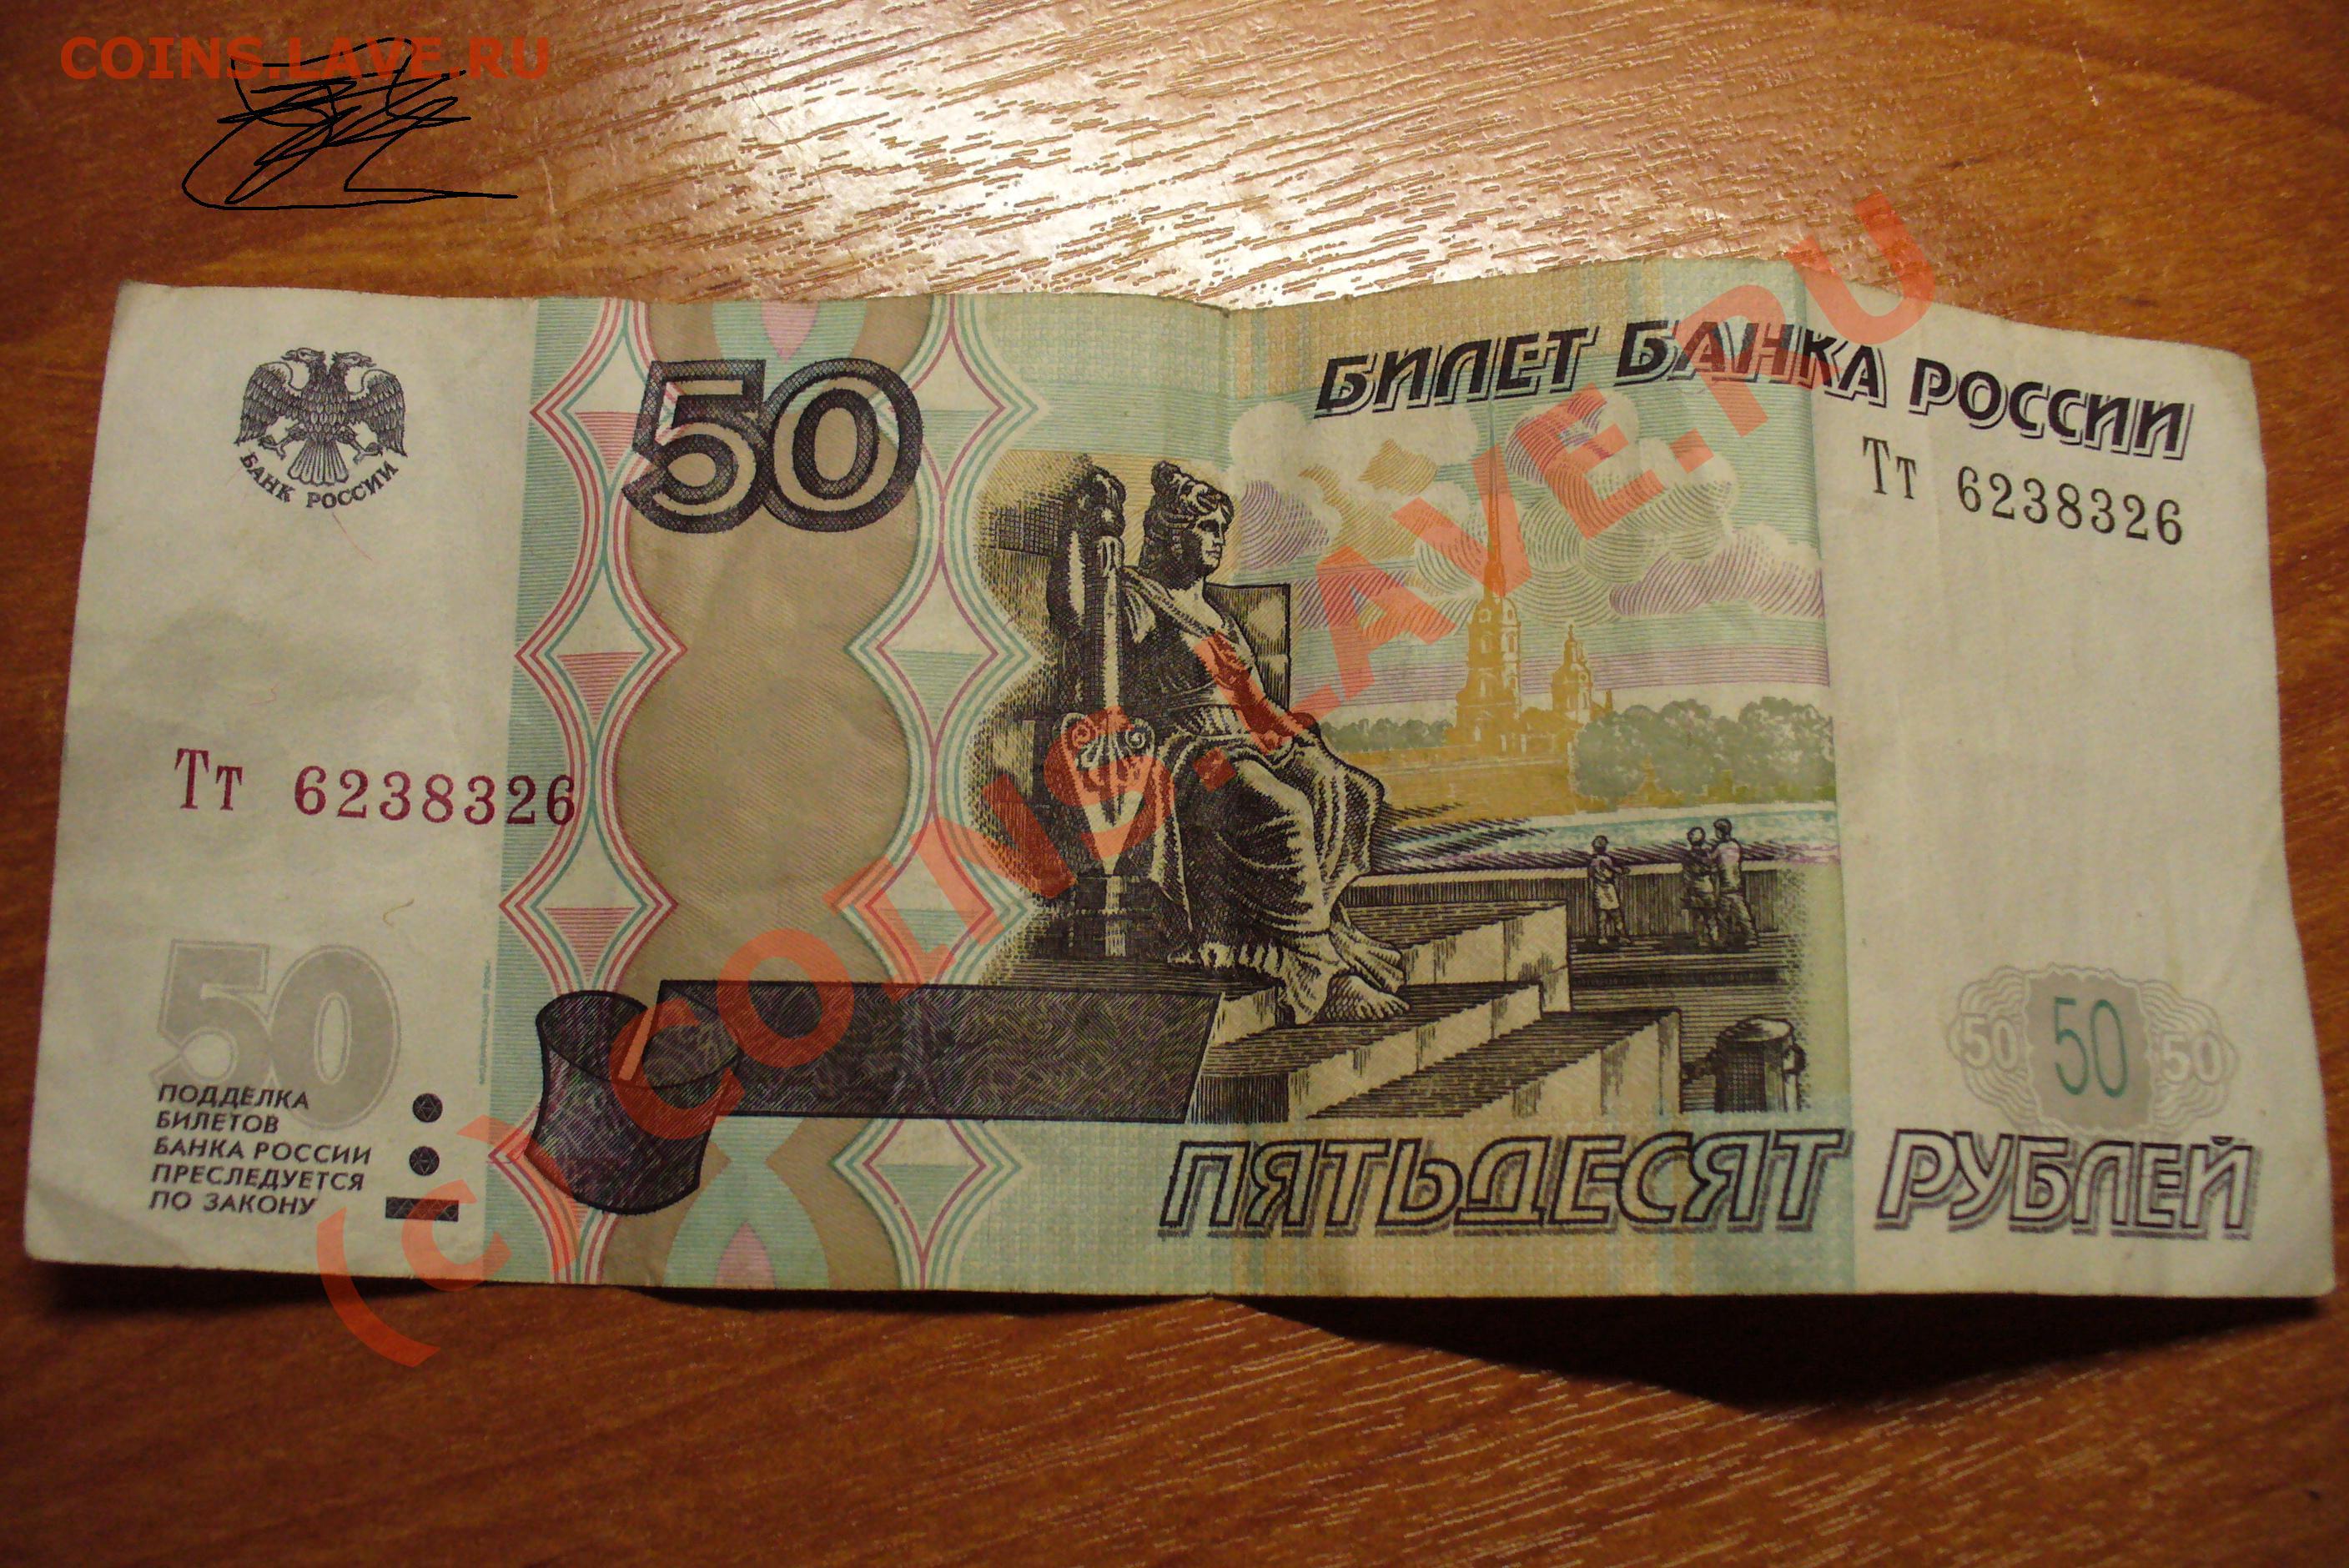 COINS.LAVE.RU
БАНК РОССИИ
50
БИЛЕТ БАНКА РОССИИ
Тт 6238326
Тт 6238326
50
ПОДДЕЛКА
БИЛЕТОВ
БАНКА РОССИИ
ПРЕСЛЕДУЕТСЯ
ПО ЗАКОНУ
50 50 50
ПЯТЬДЕСЯТ РУБЛЕЙ
(c) COINS.LAVE.RU